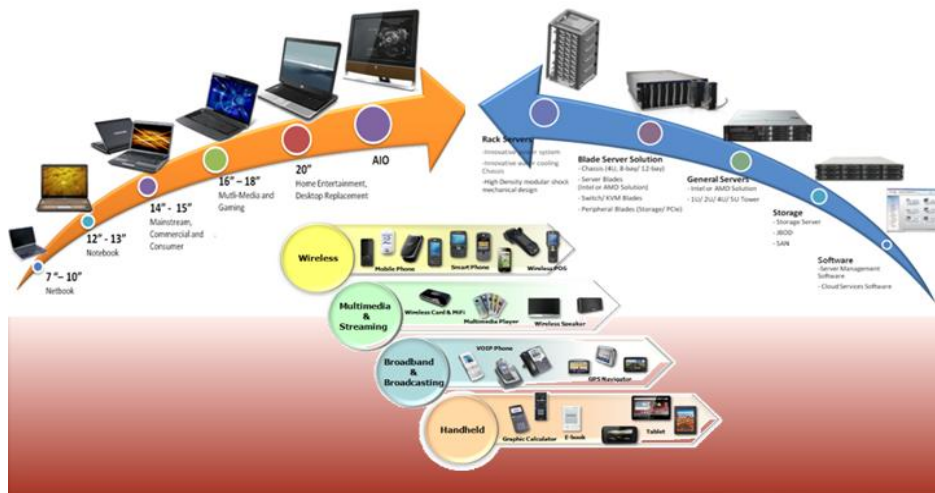 7" – 10"
Netbook
12" - 13"
Notebook
14" - 15"
Mainstream,
Commercial and
Consumer
16" – 18"
Mutli-Media and
Gaming
20"
Home Entertainment,
Desktop Replacement
AIO
Rack Servers
- Innovative power system
- Innovative water cooling
Chassis
- High Density modular shock
mechanical design
Blade Server Solution
- Chassis (4U, 8-bay/ 12-bay)
- Server Blades
(Intel or AMD Solution)
- Switch/ KVM Blades
- Peripheral Blades (Storage/ PCIe)
General Servers
- Intel or AMD Solution
- 1U/ 2U/ 4U/ 5U Tower
Storage
- Storage Server
- JBOD
- SAN
Software
-Server Management
Software
- Cloud Services Software
Wireless
Mobile Phone
Smart Phone
Wireless POS
Multimedia
&
Streaming
Wireless Card & MiFi
Multimedia Player
Wireless Speaker
Broadband
&
Broadcasting
VOIP Phone
GPS Navigator
Handheld
Graphic Calculator
E-book
Tablet